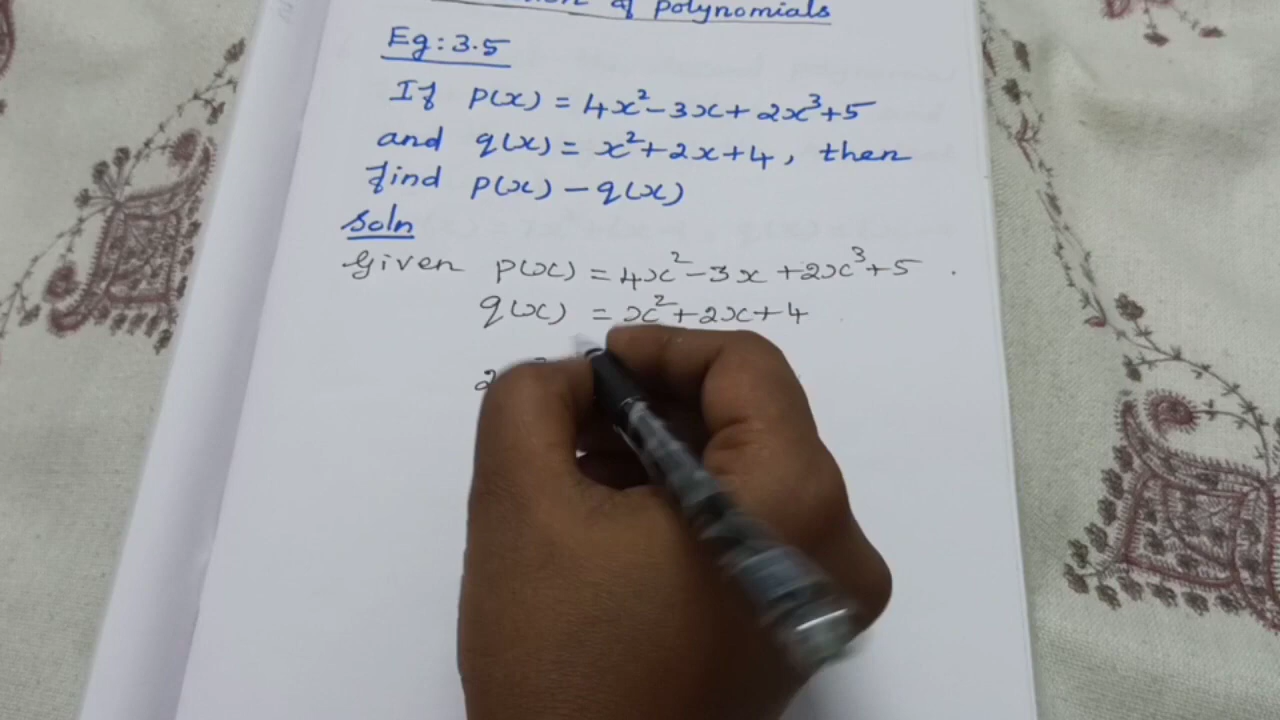 of polynomials
Eg: 3.5
If p(x) = 4x² - 3x + 2x³ + 5
and q(x) = x² + 2x + 4, then
find p(x) - q(x)
Soln
Given p(x) = 4x² - 3x + 2x³ + 5 .
q(x) = x² + 2x + 4
2